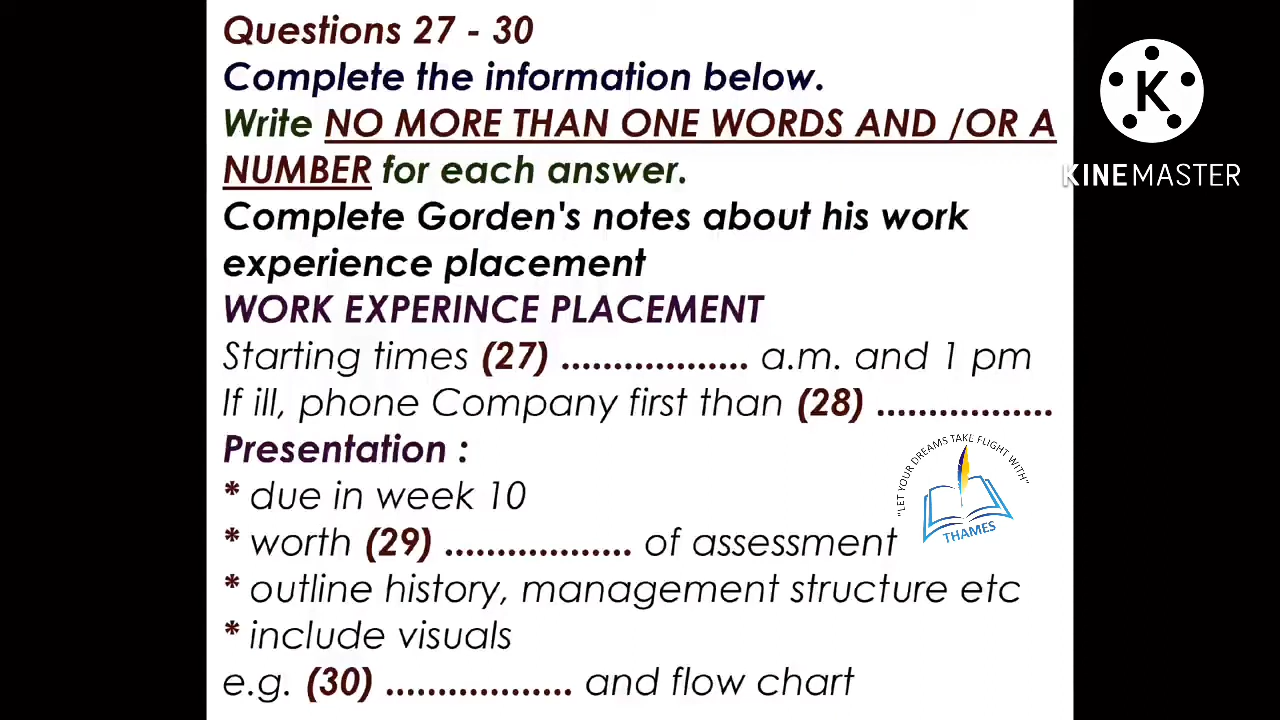 Questions 27 - 30
Complete the information below.
Write NO MORE THAN ONE WORDS AND /OR A
NUMBER for each answer.
Complete Gorden's notes about his work
experience placement
WORK EXPERINCE PLACEMENT
Starting times (27) .................. a.m. and 1 pm
If ill, phone Company first than (28) .................
Presentation :
* due in week 10
* worth (29) .................. of assessment
* outline history, management structure etc
* include visuals
e.g. (30) .................. and flow chart
K
KINEMASTER
"LET YOUR DREAMS TAKE FLIGHT WITH"
THAMES